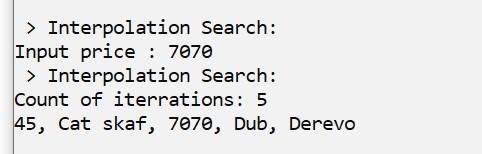 > Interpolation Search:
Input price : 7070
> Interpolation Search:
Count of iterrations: 5
45, Cat skaf, 7070, Dub, Derevo